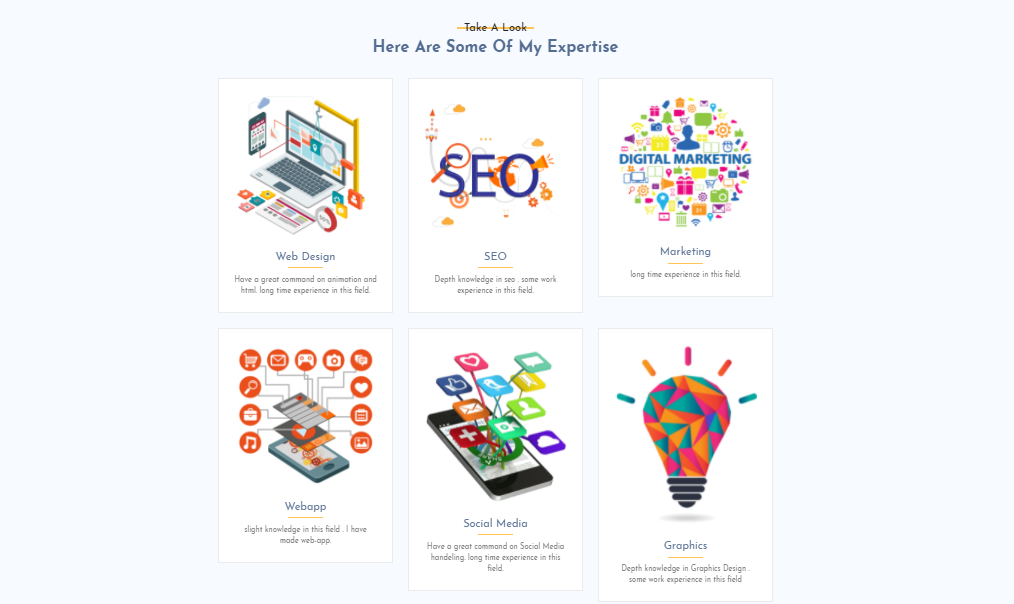 Take A Look
Here Are Some Of My Expertise
SEO
DIGITAL MARKETING
Web Design
Have a great command on animation and
html. long time experience in this field.
SEO
Depth knowledge in seo . some work
experience in this field.
Marketing
long time experience in this field.
Webapp
slight knowledge in this field . I have
made web-app.
Social Media
Have a great command on Social Media
handeling. long time experience in this
field.
Graphics
Depth knowledge in Graphics Design .
some work experience in this field